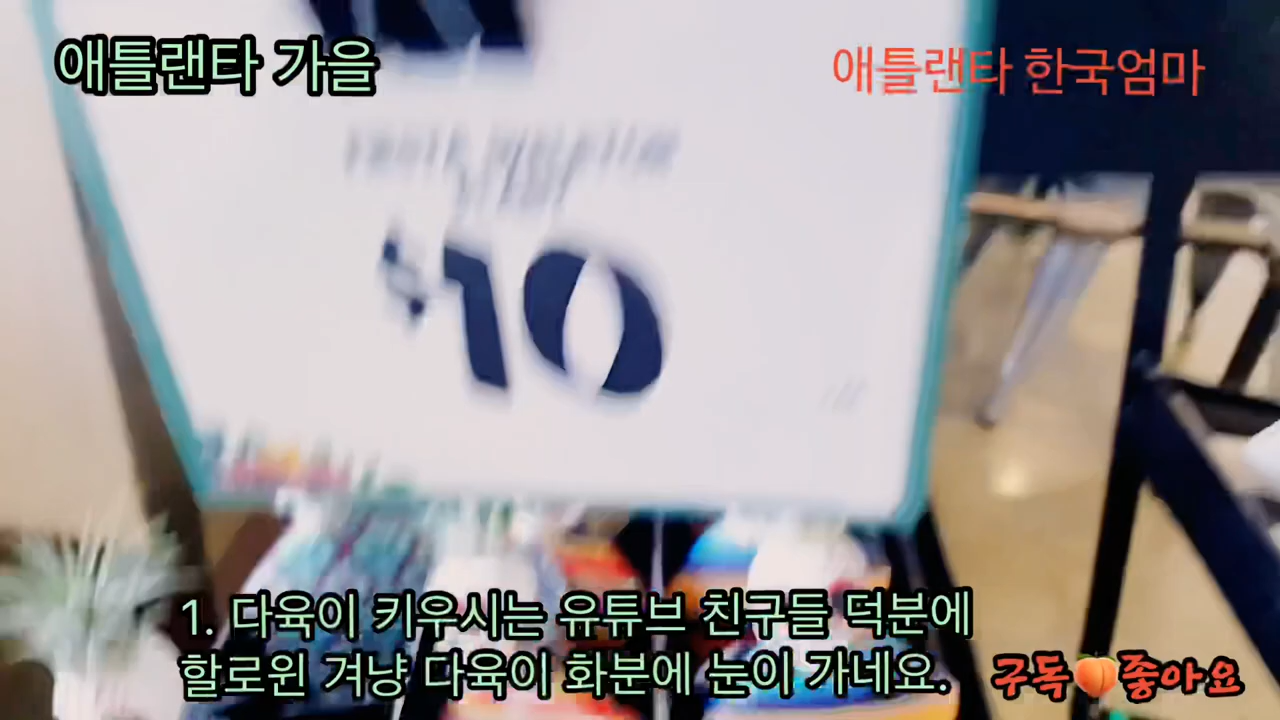 애틀랜타 가을
애틀랜타 한국엄마
$10
1. 다육이 키우시는 유튜브 친구들 덕분에
할로윈 겨냥 다육이 화분에 눈이 가네요.
구독🍑좋아요